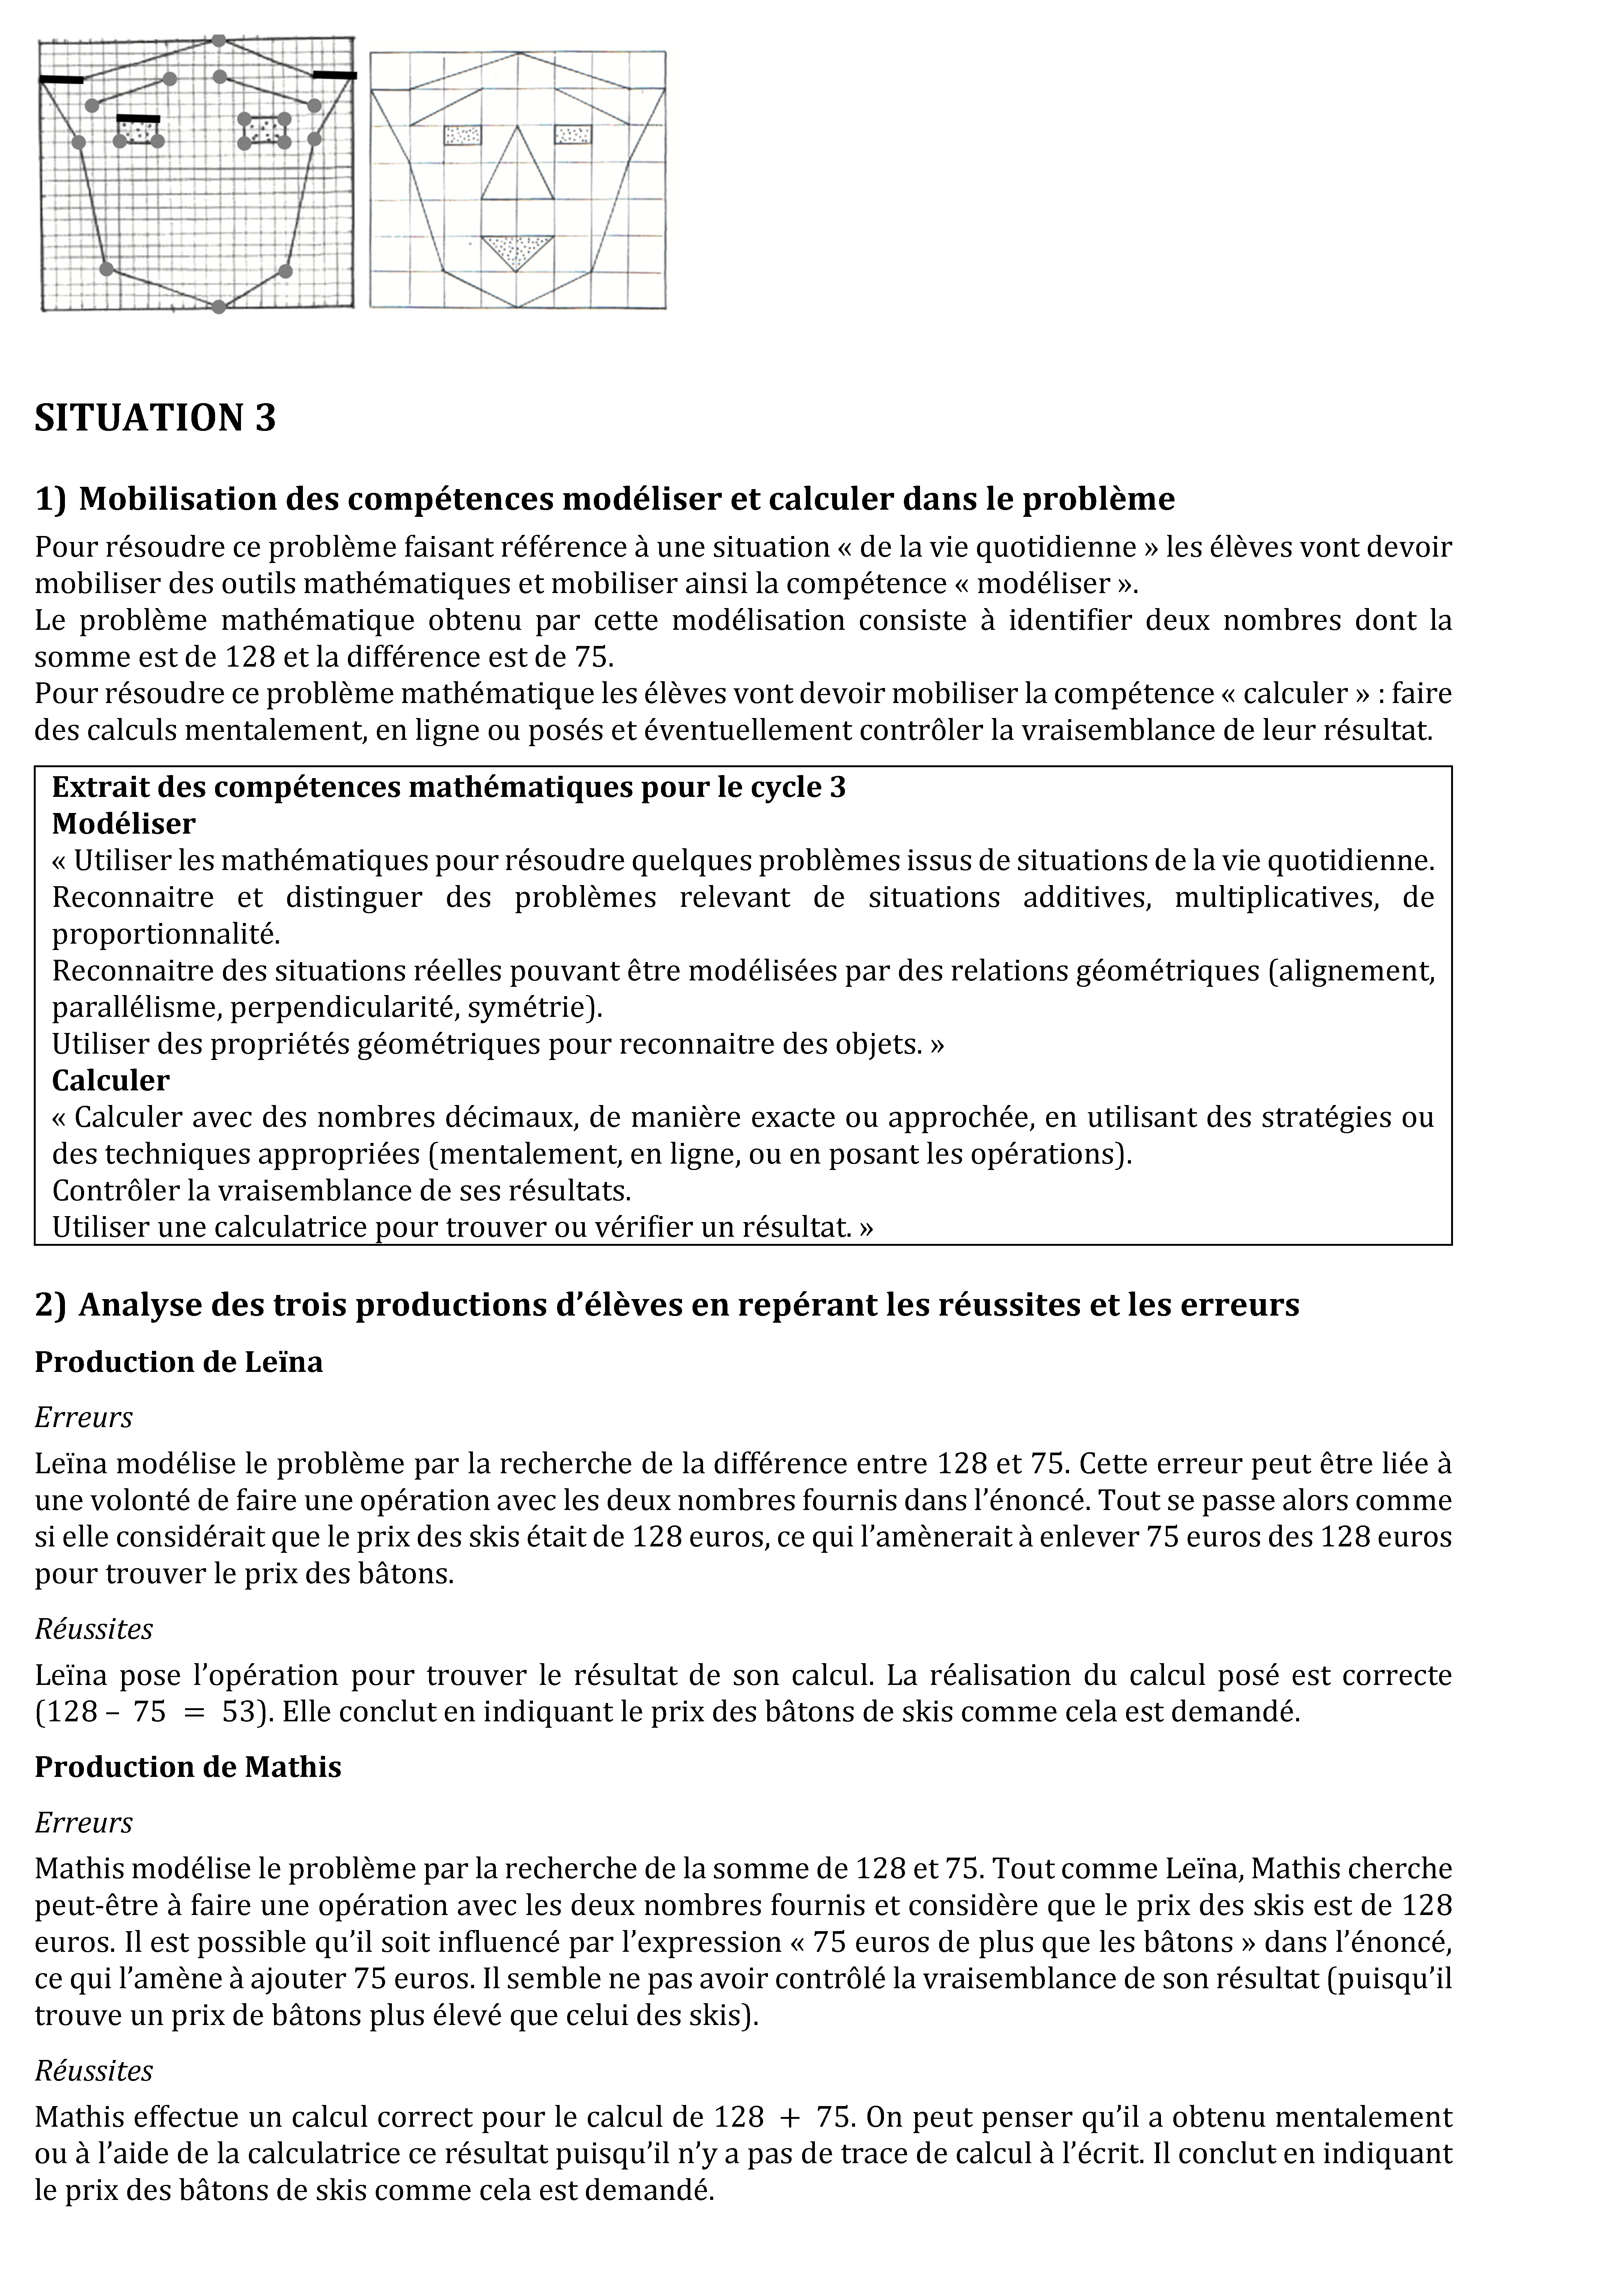 SITUATION 3
1) Mobilisation des compétences modéliser et calculer dans le problème
Pour résoudre ce problème faisant référence à une situation « de la vie quotidienne » les élèves vont devoir
mobiliser des outils mathématiques et mobiliser ainsi la compétence « modéliser ».
Le problème mathématique obtenu par cette modélisation consiste à identifier deux nombres dont la
somme est de 128 et la différence est de 75.
Pour résoudre ce problème mathématique les élèves vont devoir mobiliser la compétence « calculer » : faire
des calculs mentalement, en ligne ou posés et éventuellement contrôler la vraisemblance de leur résultat.
Extrait des compétences mathématiques pour le cycle 3
Modéliser
« Utiliser les mathématiques pour résoudre quelques problèmes issus de situations de la vie quotidienne.
Reconnaitre et distinguer des problèmes relevant de situations additives, multiplicatives, de
proportionnalité.
Reconnaitre des situations réelles pouvant être modélisées par des relations géométriques (alignement,
parallélisme, perpendicularité, symétrie).
Utiliser des propriétés géométriques pour reconnaitre des objets. »
Calculer
« Calculer avec des nombres décimaux, de manière exacte ou approchée, en utilisant des stratégies ou
des techniques appropriées (mentalement, en ligne, ou en posant les opérations).
Contrôler la vraisemblance de ses résultats.
Utiliser une calculatrice pour trouver ou vérifier un résultat. »
2) Analyse des trois productions d’élèves en repérant les réussites et les erreurs
Production de Leïna
Erreurs
Leïna modélise le problème par la recherche de la différence entre 128 et 75. Cette erreur peut être liée à
une volonté de faire une opération avec les deux nombres fournis dans l’énoncé. Tout se passe alors comme
si elle considérait que le prix des skis était de 128 euros, ce qui l’amènerait à enlever 75 euros des 128 euros
pour trouver le prix des bâtons.
Réussites
Leïna pose l’opération pour trouver le résultat de son calcul. La réalisation du calcul posé est correcte
(128 – 75 = 53). Elle conclut en indiquant le prix des bâtons de skis comme cela est demandé.
Production de Mathis
Erreurs
Mathis modélise le problème par la recherche de la somme de 128 et 75. Tout comme Leïna, Mathis cherche
peut-être à faire une opération avec les deux nombres fournis et considère que le prix des skis est de 128
euros. Il est possible qu’il soit influencé par l’expression « 75 euros de plus que les bâtons » dans l’énoncé,
ce qui l’amène à ajouter 75 euros. Il semble ne pas avoir contrôlé la vraisemblance de son résultat (puisqu’il
trouve un prix de bâtons plus élevé que celui des skis).
Réussites
Mathis effectue un calcul correct pour le calcul de 128 + 75. On peut penser qu’il a obtenu mentalement
ou à l’aide de la calculatrice ce résultat puisqu’il n’y a pas de trace de calcul à l’écrit. Il conclut en indiquant
le prix des bâtons de skis comme cela est demandé.